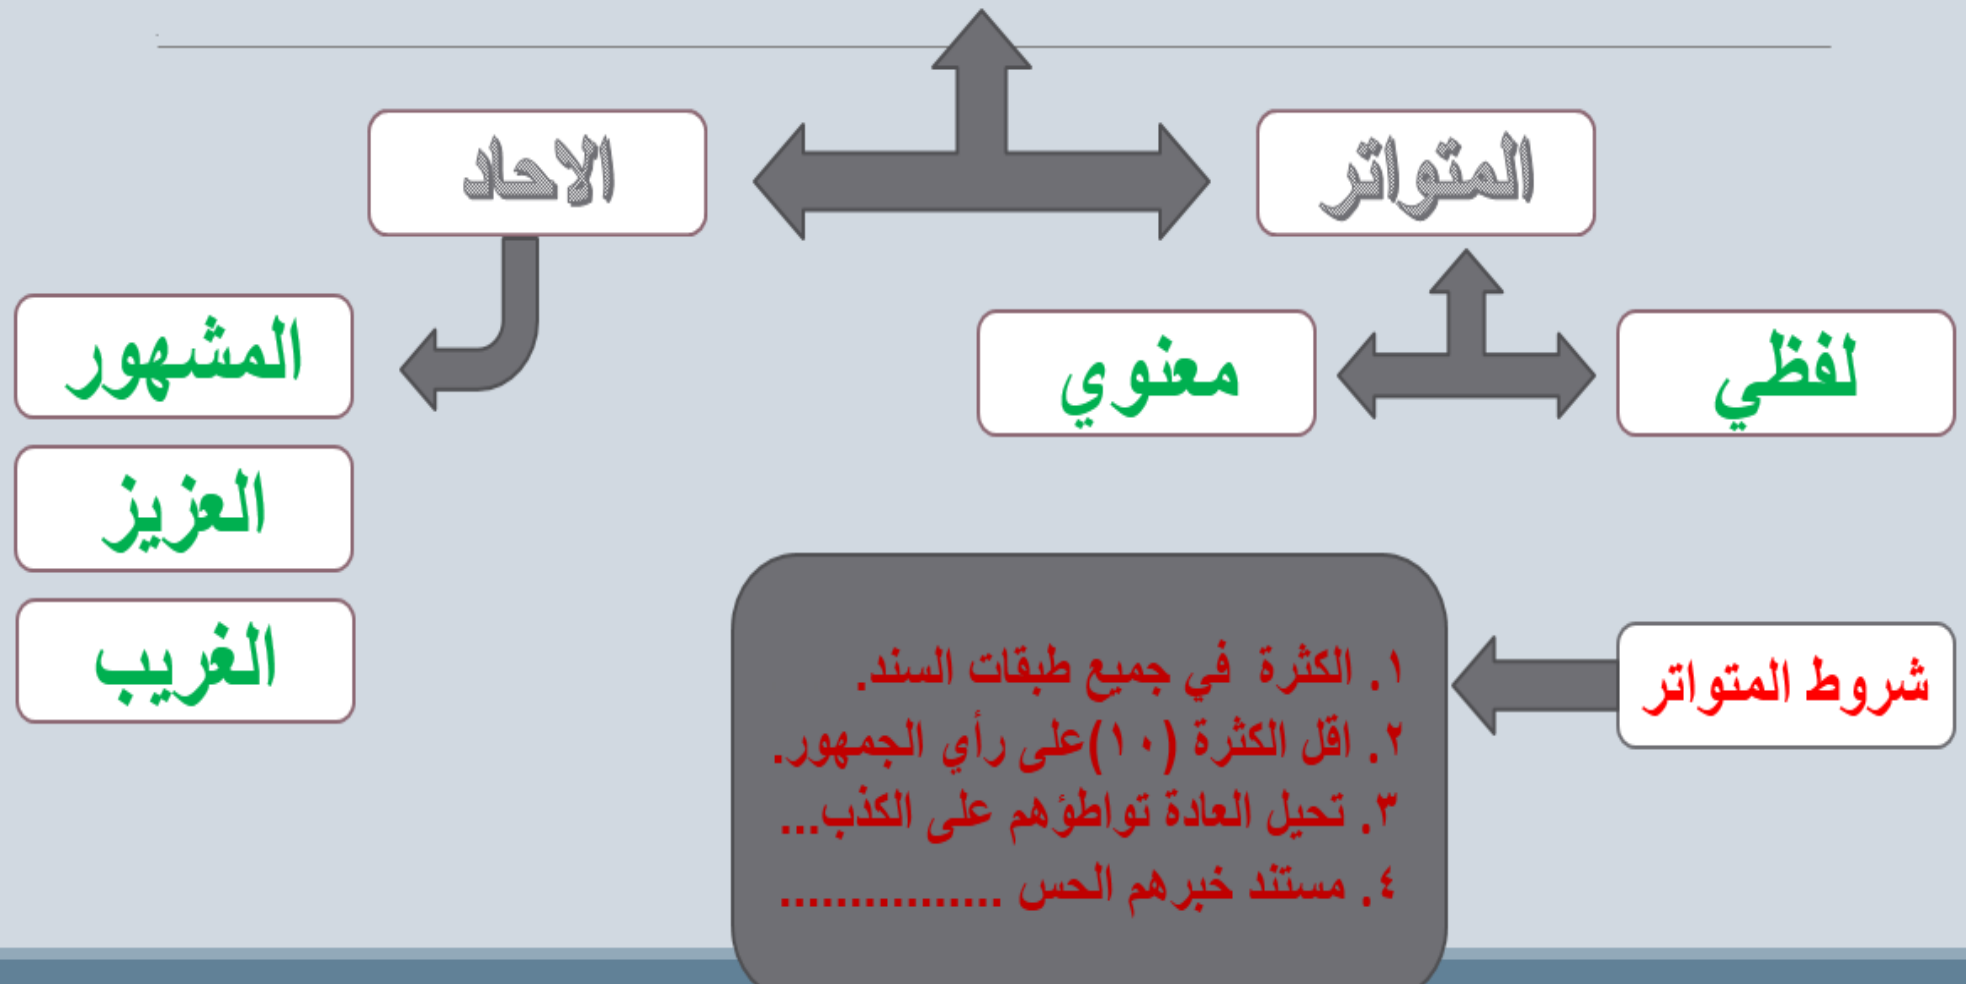 المتواتر
الاحاد
لفظي
معنوي
المشهور
العزيز
الغريب
شروط المتواتر
١. الكثرة في جميع طبقات السند.
٢. اقل الكثرة (١٠)على رأي الجمهور.
٣. تحيل العادة تواطؤهم على الكذب...
٤. مستند خبرهم الحس ................